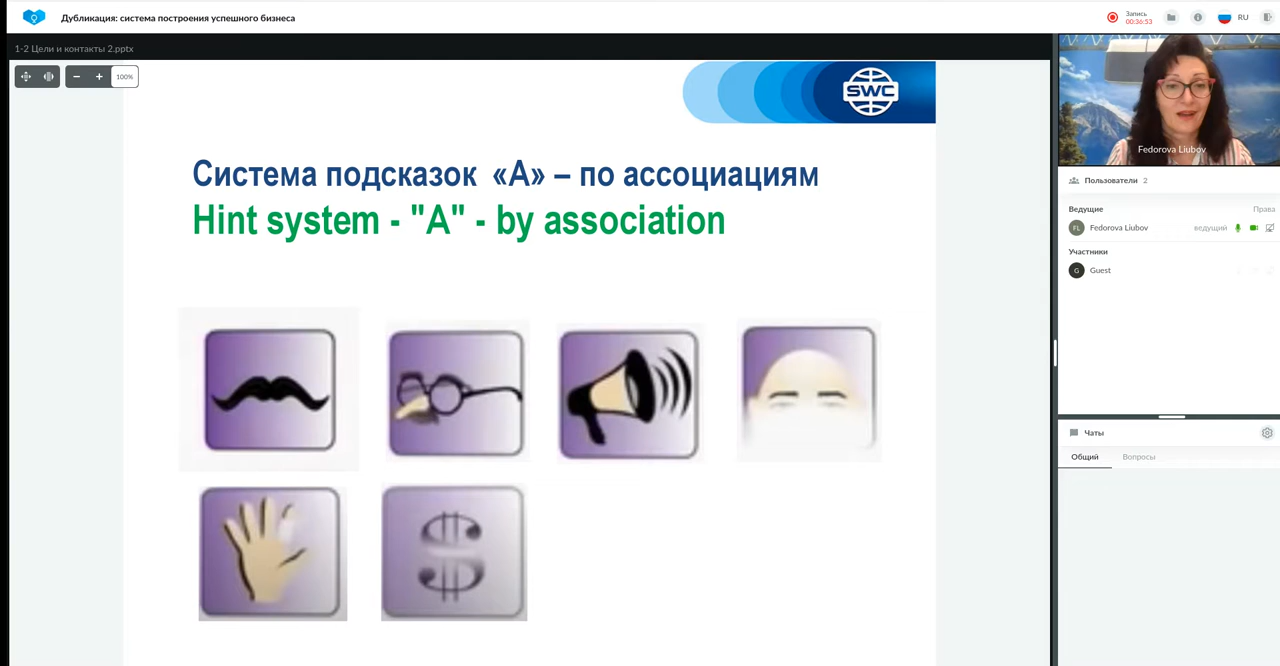 Дубликация: система построения успешного бизнеса
Запись
00:36:53
RU
1-2 Цели и контакты 2.pptx
100%
SWC
Система подсказок «А» – по ассоциациям
Hint system - "A" - by association
Fedorova Liubov
Пользователи 2
Ведущие Права
FL Fedorova Liubov ведущий
Участники
G Guest
Чаты
Общий Вопросы